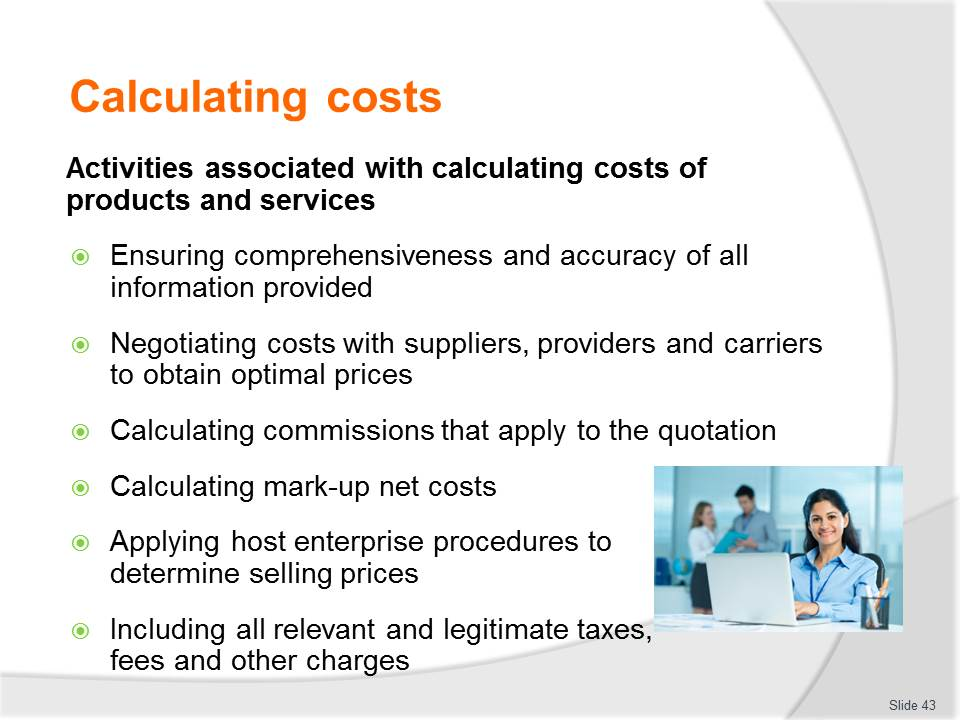 Calculating costs
Activities associated with calculating costs of
products and services
Ensuring comprehensiveness and accuracy of all
information provided
Negotiating costs with suppliers, providers and carriers
to obtain optimal prices
Calculating commissions that apply to the quotation
Calculating mark-up net costs
Applying host enterprise procedures to
determine selling prices
Including all relevant and legitimate taxes,
fees and other charges
Slide 43